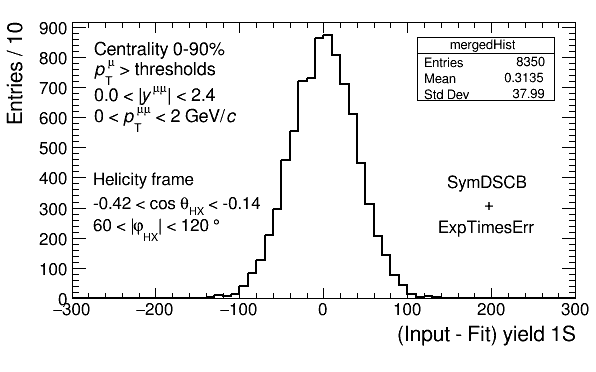 Entries / 10
900
800
700
600
500
400
300
200
100
0
Centrality 0-90%
p_T^μ > thresholds
0.0 < |y^μμ| < 2.4
0 < p_T^μμ < 2 GeV/c
Helicity frame
-0.42 < cos θ_HX < -0.14
60 < |φ_HX| < 120 °
mergedHist
Entries 8350
Mean 0.3135
Std Dev 37.99
SymDSCB
+
ExpTimesErr
−300 −200 −100 0 100 200 300
(Input - Fit) yield 1S